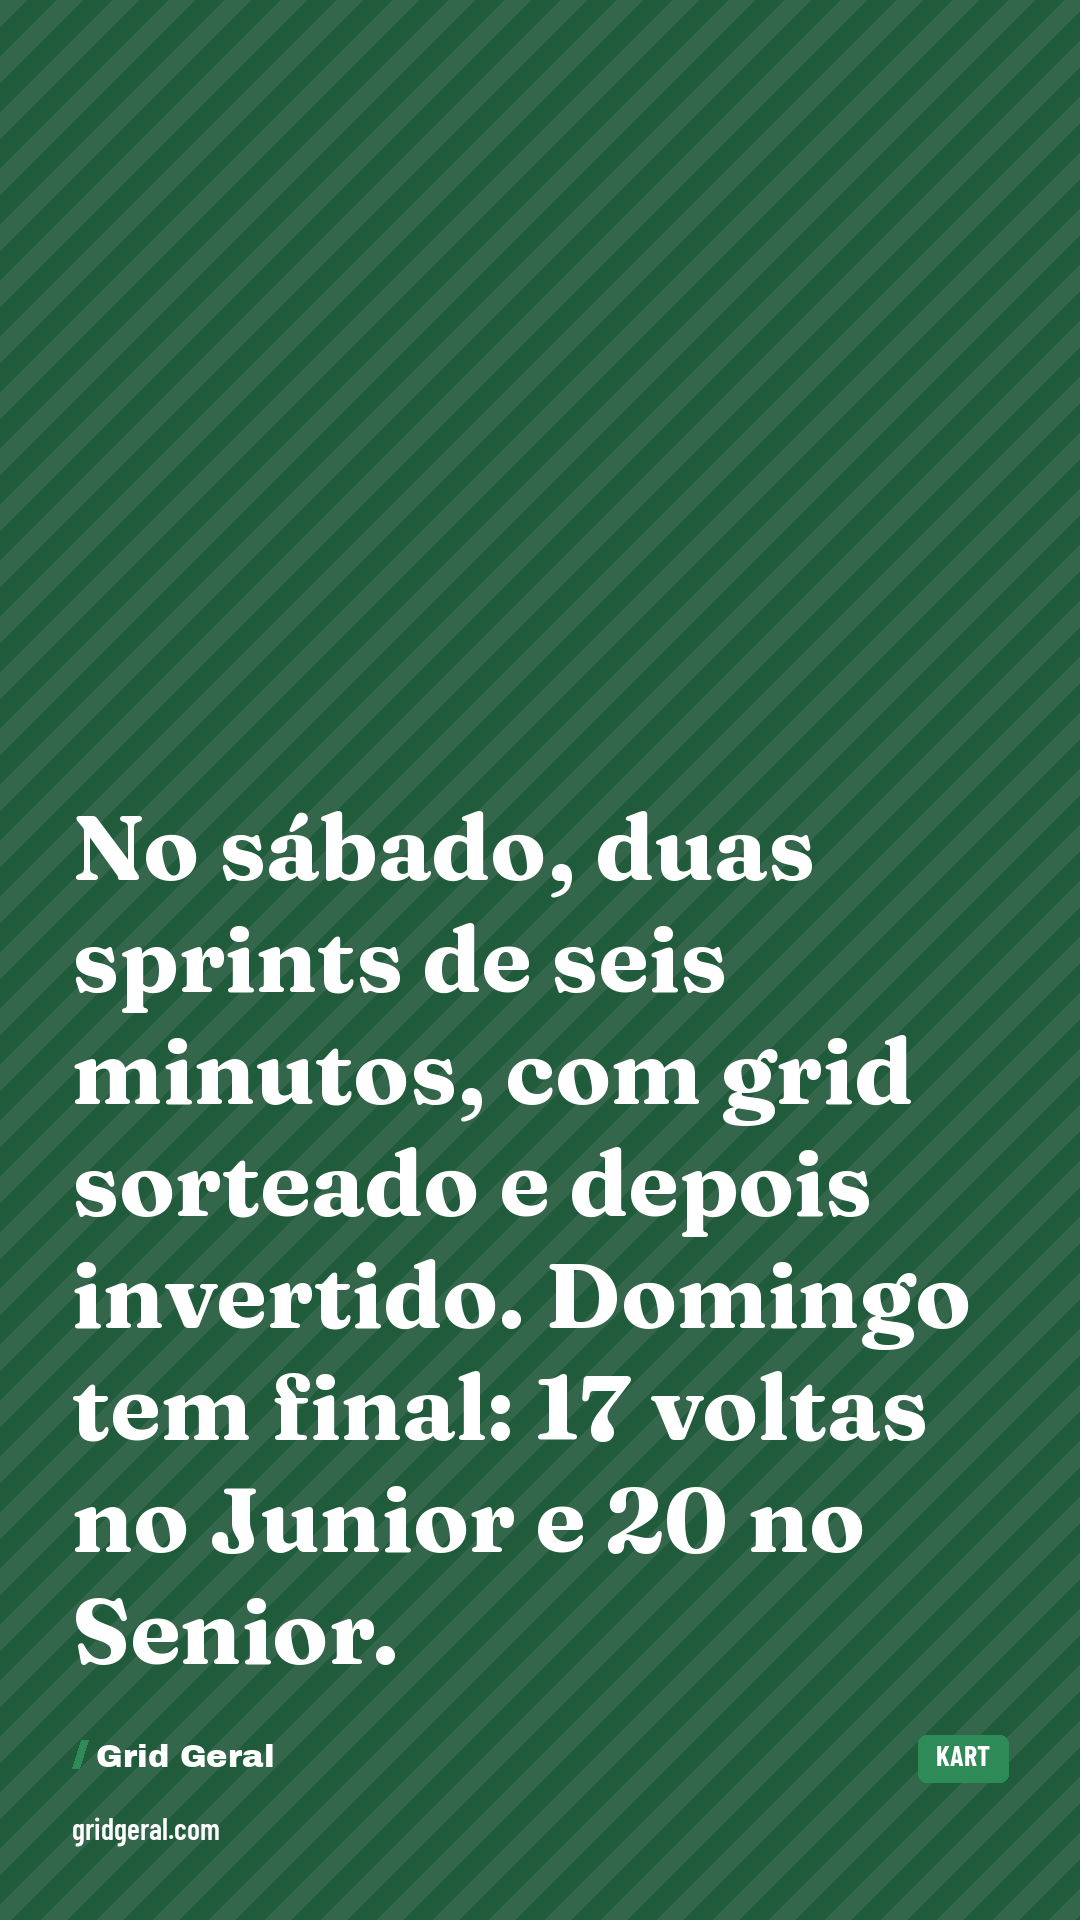 No sábado, duas
sprints de seis
minutos, com grid
sorteado e depois
invertido. Domingo
tem final: 17 voltas
no Junior e 20 no
Senior.
/ Grid Geral
KART
gridgeral.com